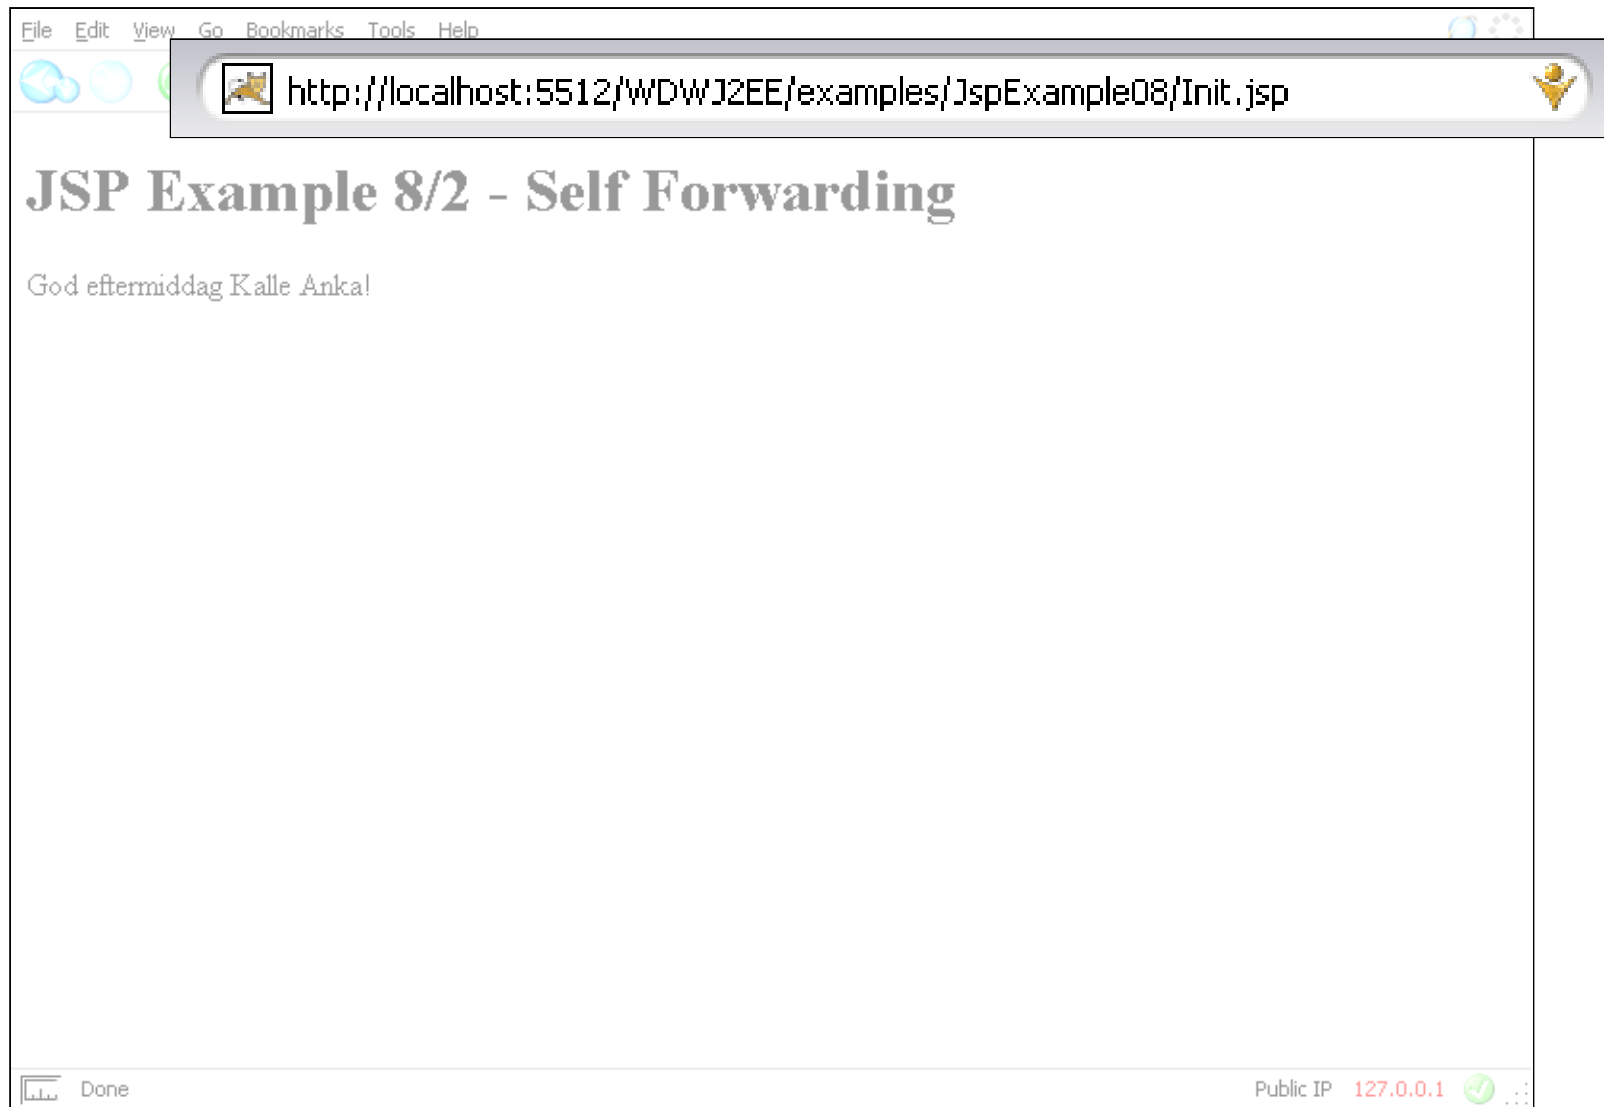 File Edit View Go Bookmarks Tools Help
http://localhost:5512/WDWJ2EE/examples/JspExample08/Init.jsp
JSP Example 8/2 - Self Forwarding
God eftermiddag Kalle Anka!
Done Public IP 127.0.0.1